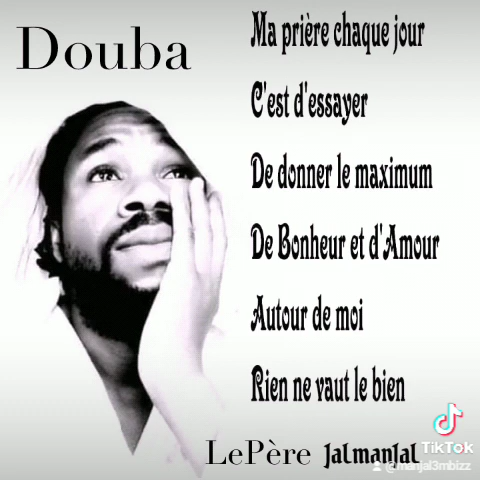 Douba
Ma prière chaque jour
C'est d'essayer
De donner le maximum
De Bonheur et d'Amour
Autour de moi
Rien ne vaut le bien
LePère JalmanJal
TikTok
@manjal3mbizz